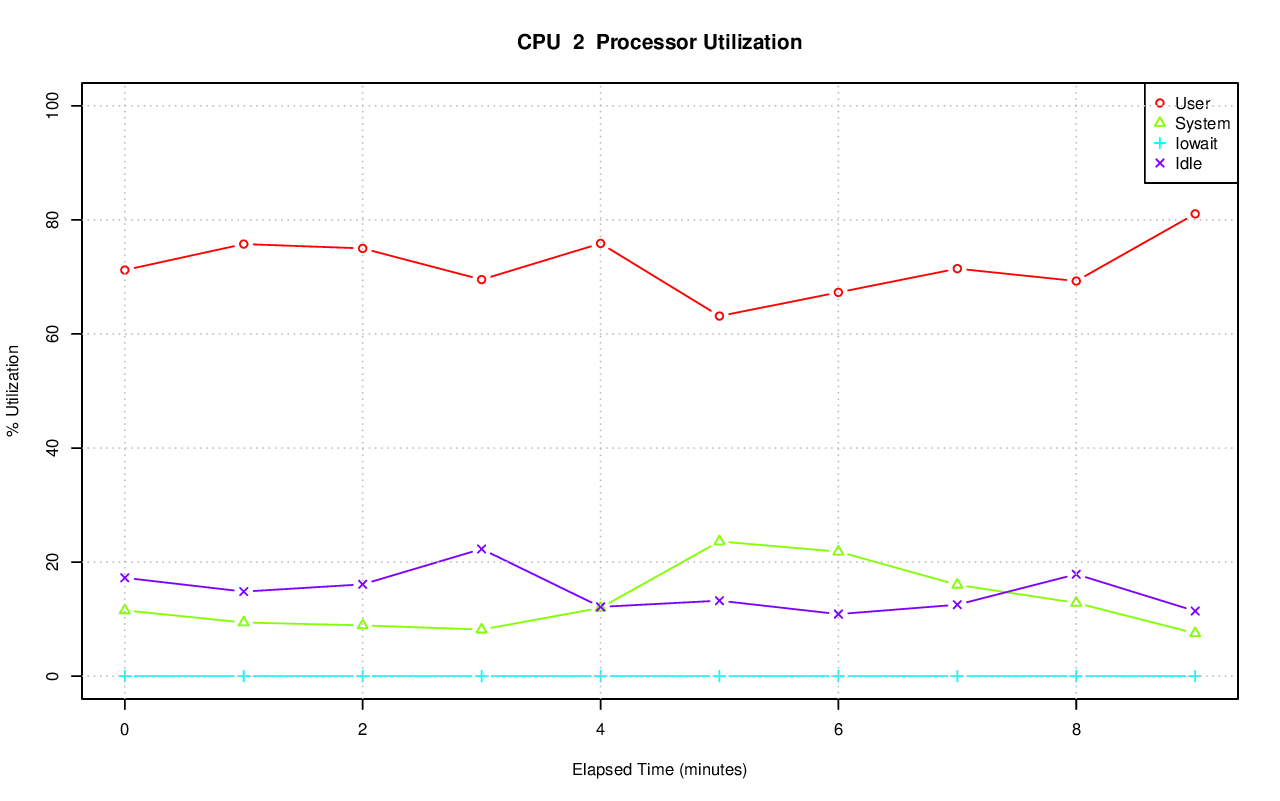 CPU  2  Processor Utilization
User
System
Iowait
Idle
% Utilization
100
80
60
40
20
0
0 2 4 6 8
Elapsed Time (minutes)